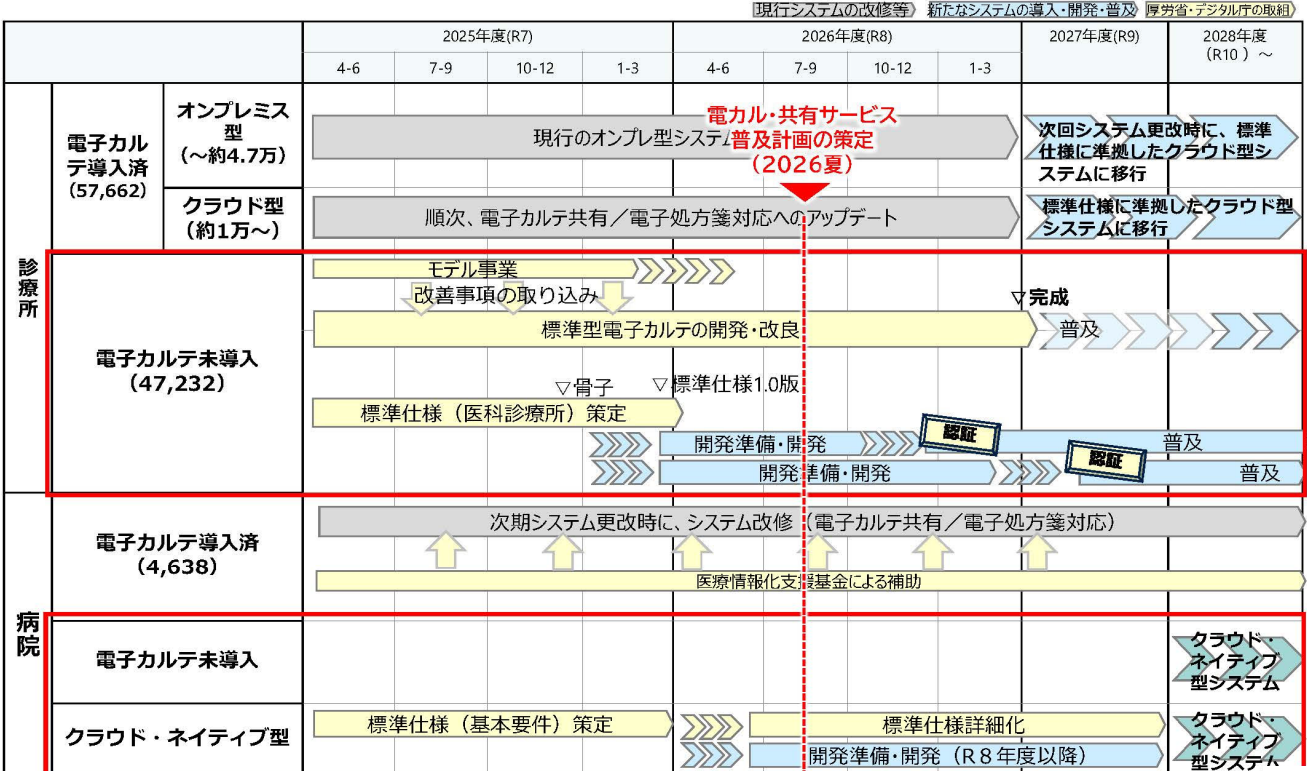 現行システムの改修等
新たなシステムの導入・開発・普及
厚労省・デジタル庁の取組
2025年度(R7)
2026年度(R8)
2027年度(R9)
2028年度
（R10）～
4-6
7-9
10-12
1-3
4-6
7-9
10-12
1-3
診療所
電子カル
テ導入済
(57,662)
オンプレミス
型
（～約4.7万）
現行のオンプレ型システム
電カル・共有サービス
普及計画の策定
（2026夏）
次回システム更改時に、標準
仕様に準拠したクラウド型シ
ステムに移行
クラウド型
（約1万～）
順次、電子カルテ共有／電子処方箋対応へのアップデート
標準仕様に準拠したクラウド型
システムに移行
電子カルテ未導入
（47,232）
モデル事業
改善事項の取り込み
▽完成
標準型電子カルテの開発・改良
普及
▽骨子
▽標準仕様1.0版
標準仕様（医科診療所）策定
開発準備・開発
認証
普及
開発準備・開発
認証
普及
病院
電子カルテ導入済
(4,638)
次期システム更改時に、システム改修（電子カルテ共有／電子処方箋対応）
医療情報化支援基金による補助
電子カルテ未導入
クラウド・
ネイティブ
型システム
クラウド・ネイティブ型
標準仕様（基本要件）策定
標準仕様詳細化
開発準備・開発（R８年度以降）
クラウド・
ネイティブ
型システム